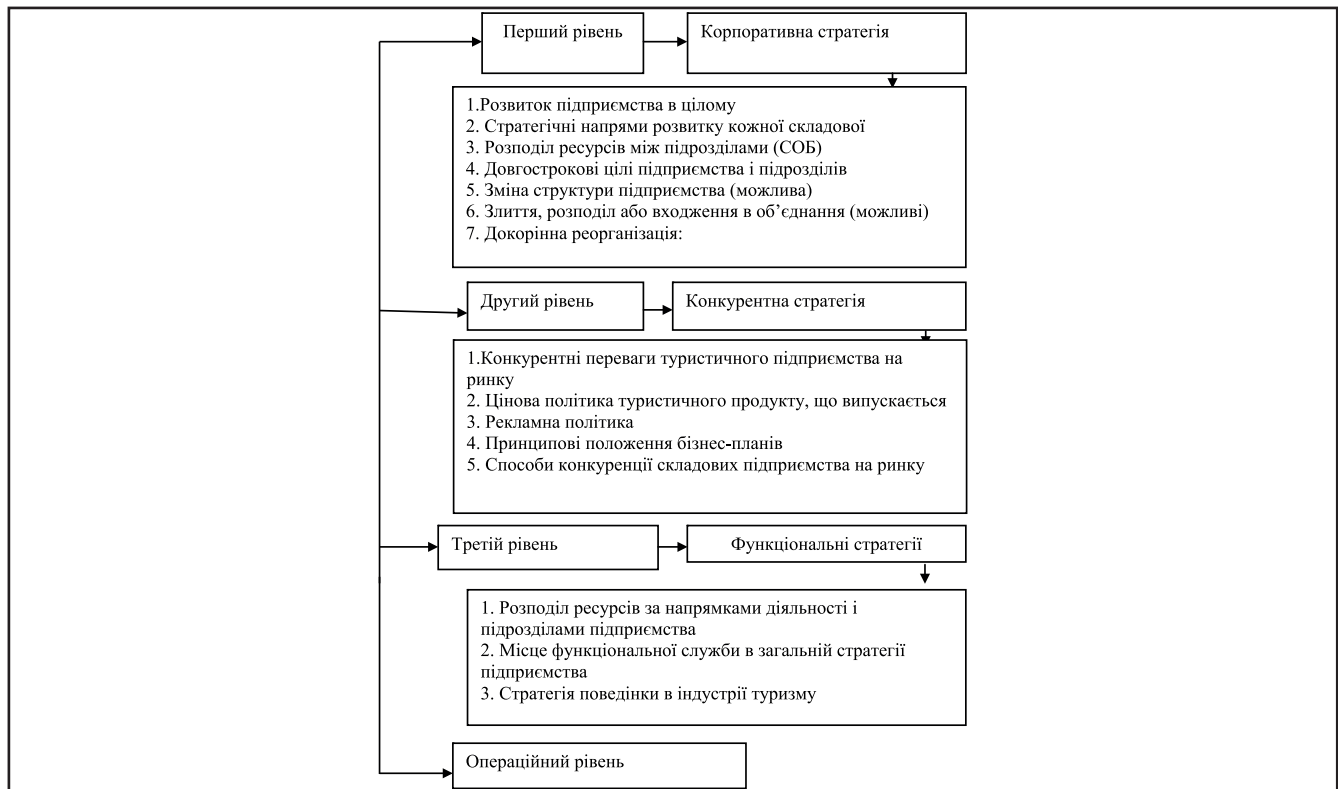 Перший рівень
Корпоративна стратегія
1.Розвиток підприємства в цілому
2. Стратегічні напрями розвитку кожної складової
3. Розподіл ресурсів між підрозділами (СОБ)
4. Довгострокові цілі підприємства і підрозділів
5. Зміна структури підприємства (можлива)
6. Злиття, розподіл або входження в об’єднання (можливі)
7. Докорінна реорганізація:
Другий рівень
Конкурентна стратегія
1.Конкурентні переваги туристичного підприємства на
ринку
2. Цінова політика туристичного продукту, що випускається
3. Рекламна політика
4. Принципові положення бізнес-планів
5. Способи конкуренції складових підприємства на ринку
Третій рівень
Функціональні стратегії
1. Розподіл ресурсів за напрямками діяльності і
підрозділами підприємства
2. Місце функціональної служби в загальній стратегії
підприємства
3. Стратегія поведінки в індустрії туризму
Операційний рівень